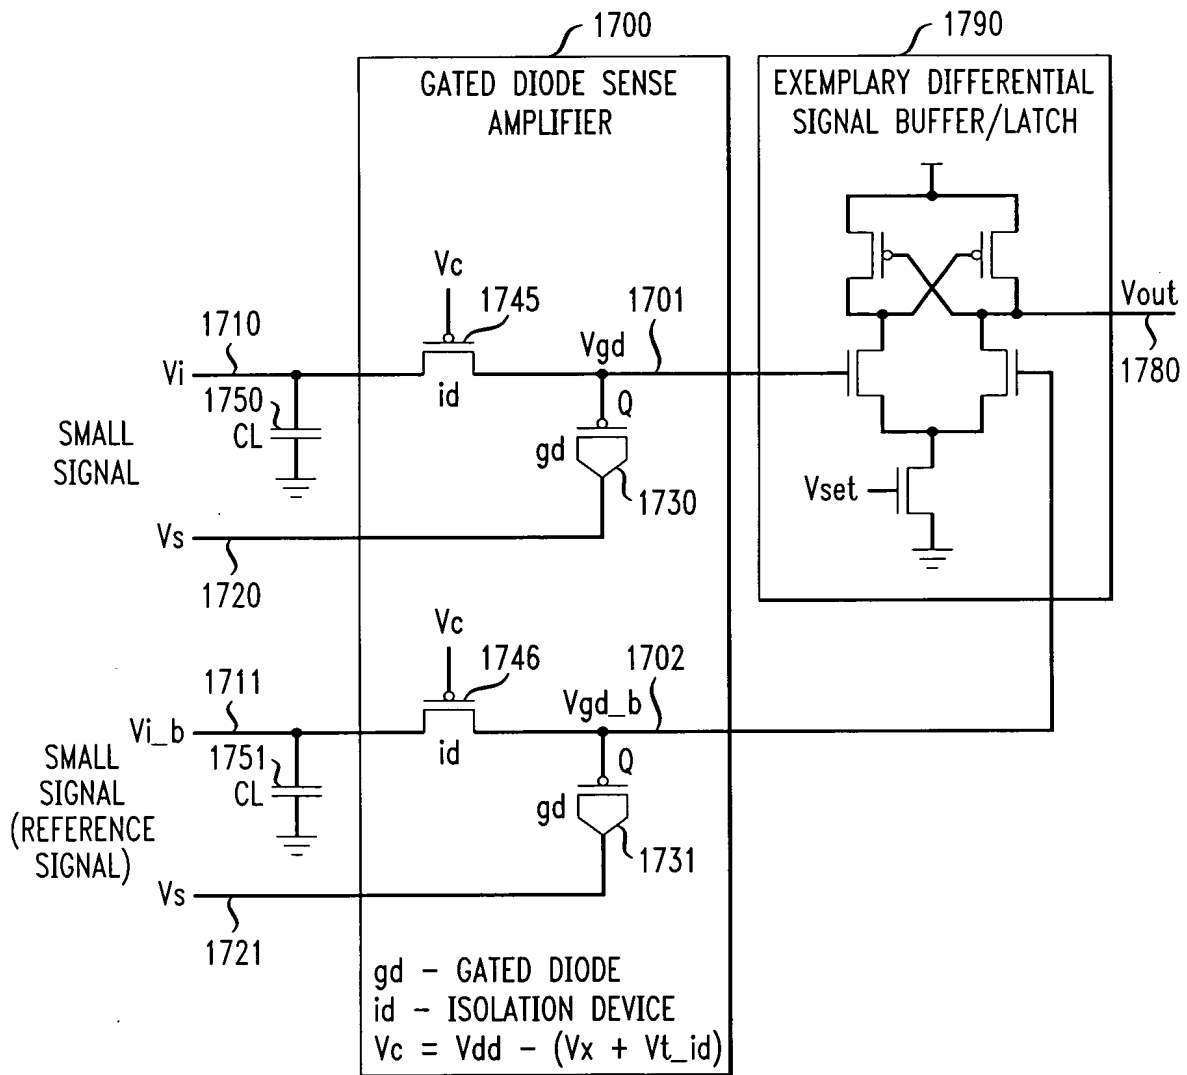 1700
1790
GATED DIODE SENSE
AMPLIFIER
EXEMPLARY DIFFERENTIAL
SIGNAL BUFFER/LATCH
Vc
1745
1701
Vout
1710
Vgd
1780
Vi
id
1750
CL
Q
gd
SMALL
SIGNAL
1730
Vset
Vs
1720
Vc
1746
1702
1711
Vgd_b
Vi_b
id
1751
CL
Q
gd
SMALL
SIGNAL
(REFERENCE
SIGNAL)
1731
Vs
1721
gd - GATED DIODE
id - ISOLATION DEVICE
Vc = Vdd - (Vx + Vt_id)